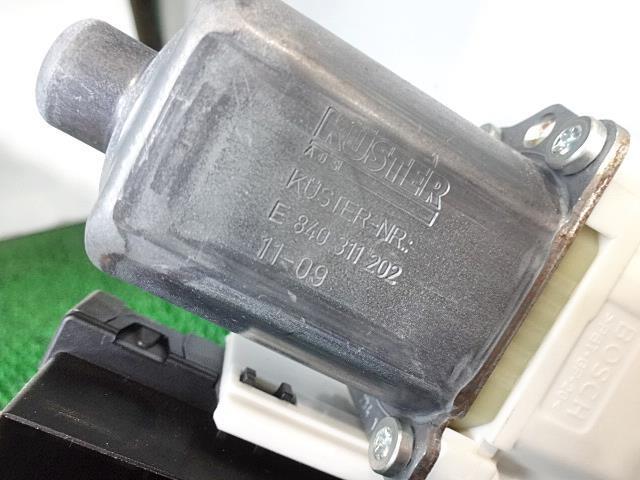 KÜSTER
KÜSTER-NR.:
E 840 311 202
11-09
BOSCH